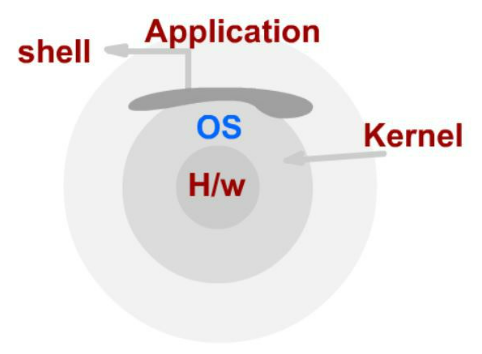 Application
shell
OS
Kernel
H/w